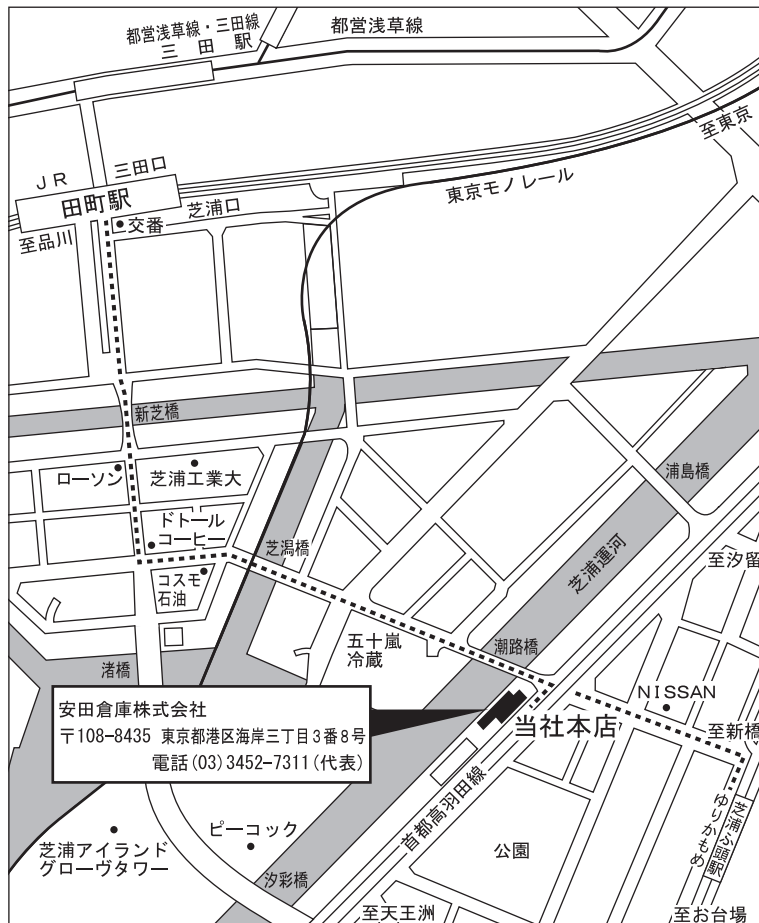 都営浅草線・三田線
三田駅
都営浅草線
至東京
JR
三田口
田町駅
東京モノレール
芝浦口
交番
至品川
新芝橋
ローソン
芝浦工業大
浦島橋
ドトール
コーヒー
芝潟橋
芝浦運河
至汐留
コスモ
石油
五十嵐
冷蔵
潮路橋
渚橋
NISSAN
安田倉庫株式会社
〒108-8435 東京都港区海岸三丁目3番8号
電話(03)3452-7311(代表)
当社本店
至新橋
首都高羽田線
芝浦ふ頭駅
ゆりかもめ
ピーコック
芝浦アイランド
グローヴタワー
公園
汐彩橋
至天王洲
至お台場